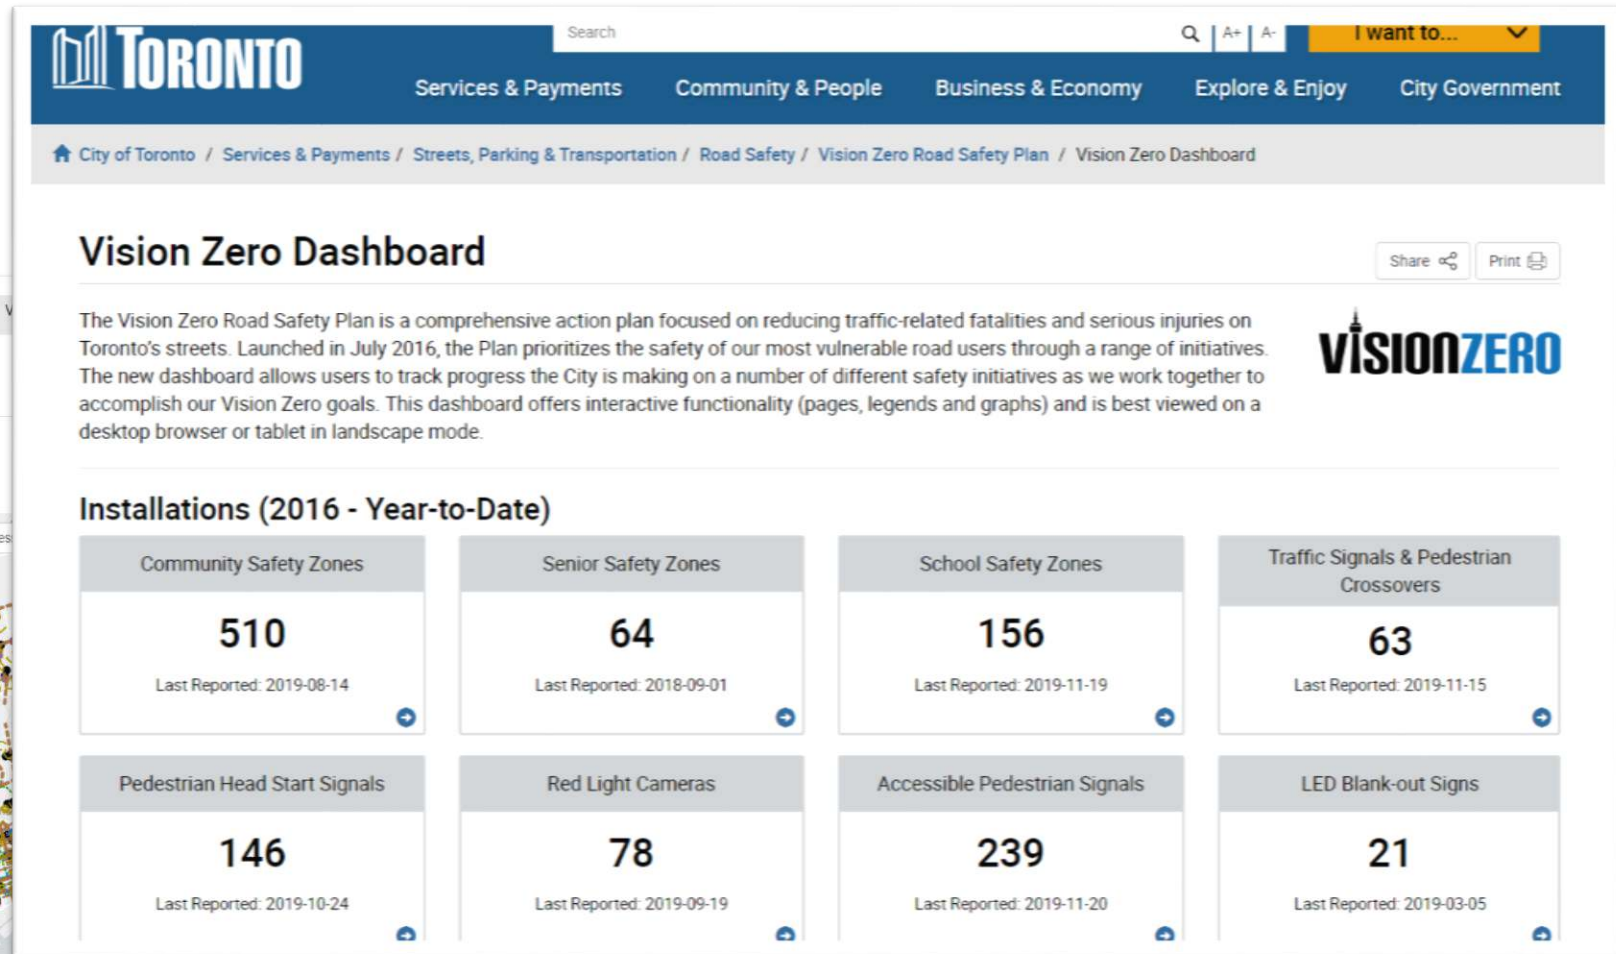 TORONTO
Search
A+
A-
I want to...
Services & Payments
Community & People
Business & Economy
Explore & Enjoy
City Government
City of Toronto / Services & Payments / Streets, Parking & Transportation / Road Safety / Vision Zero Road Safety Plan / Vision Zero Dashboard
Vision Zero Dashboard
Share
Print
The Vision Zero Road Safety Plan is a comprehensive action plan focused on reducing traffic-related fatalities and serious injuries on
Toronto's streets. Launched in July 2016, the Plan prioritizes the safety of our most vulnerable road users through a range of initiatives.
The new dashboard allows users to track progress the City is making on a number of different safety initiatives as we work together to
accomplish our Vision Zero goals. This dashboard offers interactive functionality (pages, legends and graphs) and is best viewed on a
desktop browser or tablet in landscape mode.
VISIONZERO
Installations (2016 - Year-to-Date)
Community Safety Zones
510
Last Reported: 2019-08-14
Senior Safety Zones
64
Last Reported: 2018-09-01
School Safety Zones
156
Last Reported: 2019-11-19
Traffic Signals & Pedestrian
Crossovers
63
Last Reported: 2019-11-15
Pedestrian Head Start Signals
146
Last Reported: 2019-10-24
Red Light Cameras
78
Last Reported: 2019-09-19
Accessible Pedestrian Signals
239
Last Reported: 2019-11-20
LED Blank-out Signs
21
Last Reported: 2019-03-05